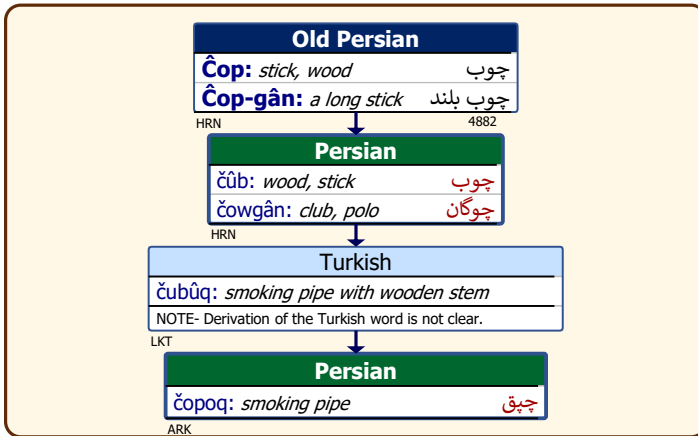 Old Persian
Ĉop: stick, wood چوب
Ĉop-gân: a long stick چوب بلند
HRN 4882
Persian
čûb: wood, stick چوب
čowgân: club, polo چوگان
HRN
Turkish
čubûq: smoking pipe with wooden stem
NOTE- Derivation of the Turkish word is not clear.
LKT
Persian
čopoq: smoking pipe چپق
ARK